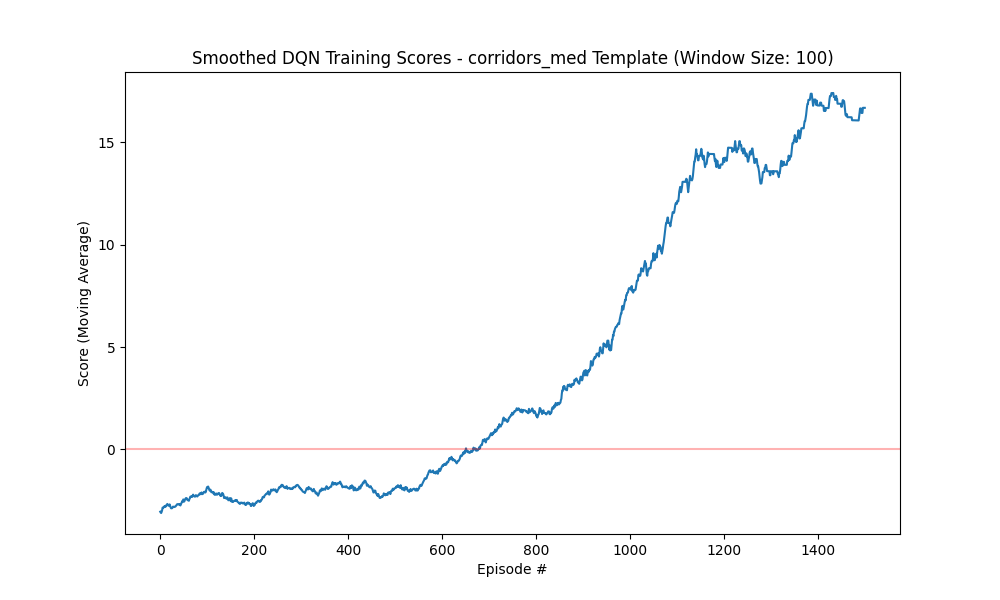 Smoothed DQN Training Scores - corridors_med Template (Window Size: 100)
Score (Moving Average)
15
10
5
0
0 200 400 600 800 1000 1200 1400
Episode #